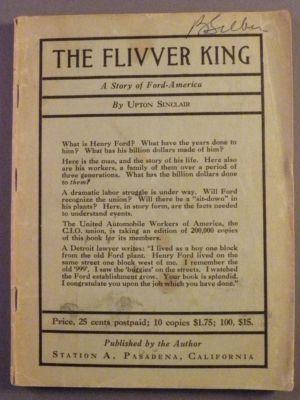 THE FLIVVER KING
A Story of Ford-America
By UPTON SINCLAIR
What is Henry Ford? What have the years done to
him? What has his billion dollars made of him?
Here is the man, and the story of his life. Here also
are his workers, a family of them over a period of
three generations. What has the billion dollars done
to them?
A dramatic labor struggle is under way. Will Ford
recognize the union? Will there be a "sit-down" in
his plants? Here, in story form, are the facts needed
to understand events.
The United Automobile Workers of America, the
C.I.O. union, is taking an edition of 200,000 copies
of this book for its members.
A Detroit lawyer writes: "I lived as a boy one block
from the old Ford plant. Henry Ford lived on the
same street one block west of me. I remember the
old '999'. I saw the 'buggies' on the streets. I watched
the Ford establishment grow. Your book is splendid.
I congratulate you upon the job which you have done."
Price, 25 cents postpaid; 10 copies $1.75; 100, $15.
Published by the Author
STATION A, PASADENA, CALIFORNIA